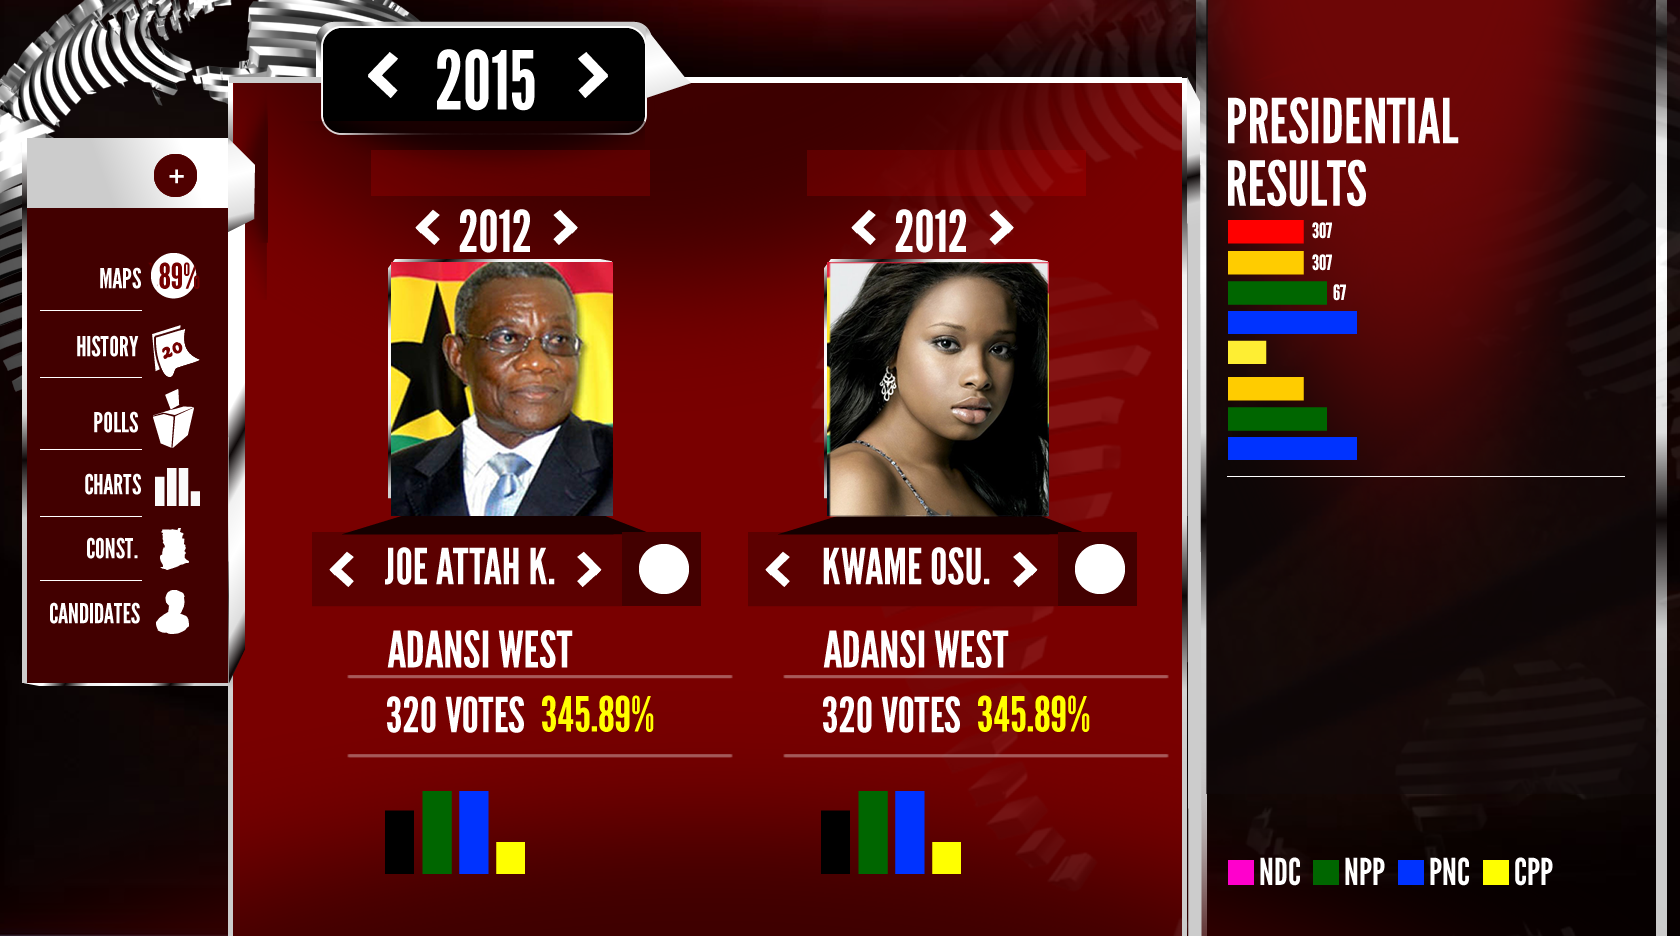 2015
+
MAPS 89%
HISTORY 20
POLLS
CHARTS
CONST.
CANDIDATES
2012
JOE ATTAH K.
ADANSI WEST
320 VOTES 345.89%
2012
KWAME OSU.
ADANSI WEST
320 VOTES 345.89%
PRESIDENTIAL
RESULTS
307
307
67
NDC NPP PNC CPP